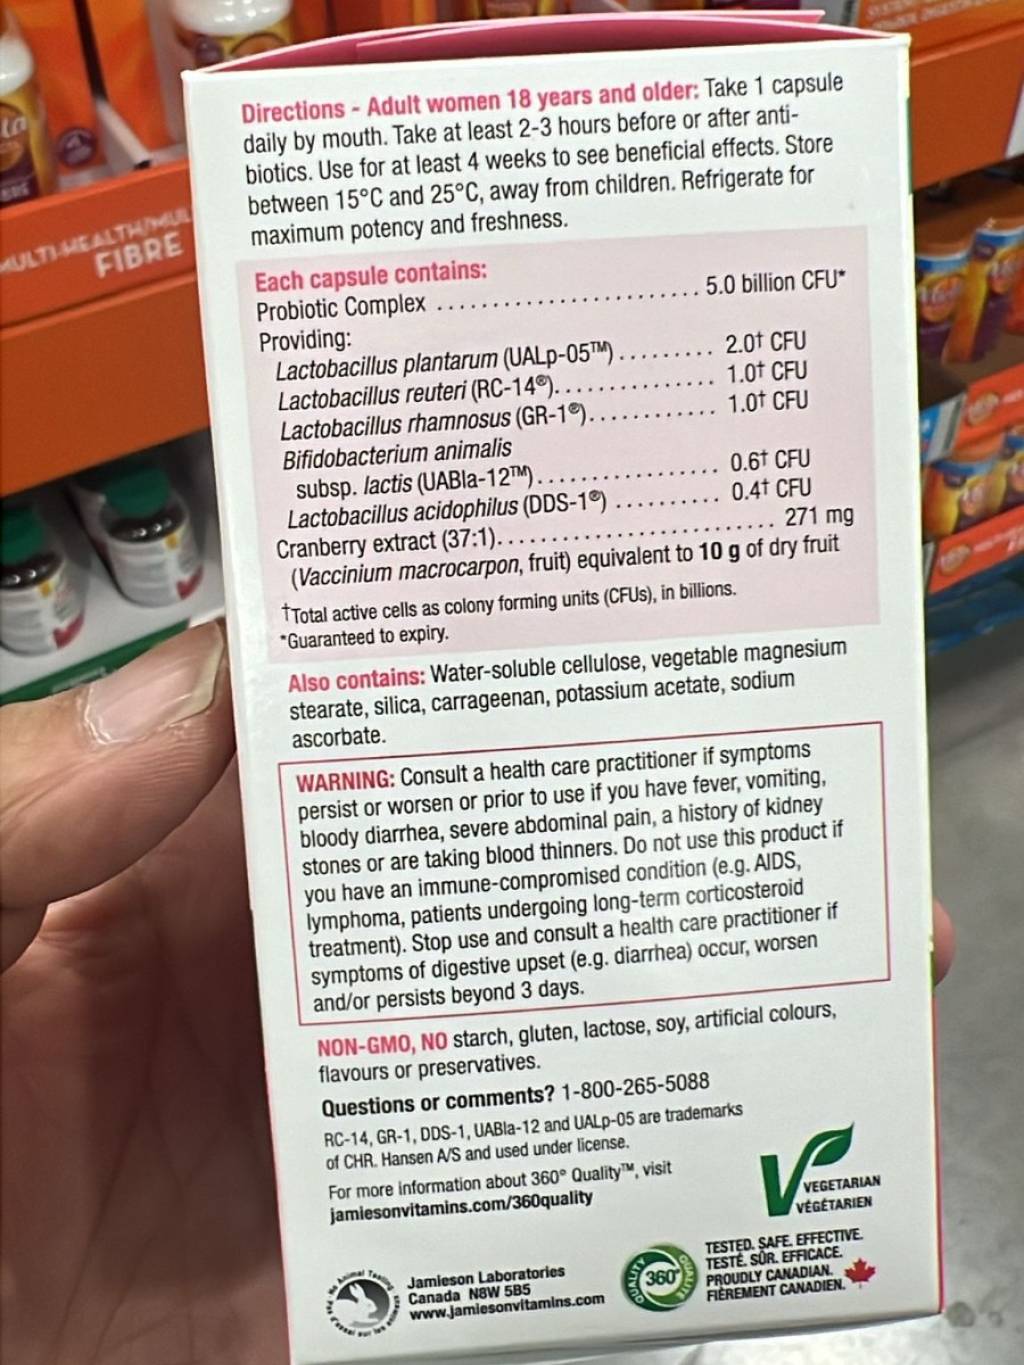 Directions - Adult women 18 years and older: Take 1 capsule
daily by mouth. Take at least 2-3 hours before or after anti-
biotics. Use for at least 4 weeks to see beneficial effects. Store
between 15°C and 25°C, away from children. Refrigerate for
maximum potency and freshness.
Each capsule contains:
Probiotic Complex ........................ 5.0 billion CFU*
Providing:
Lactobacillus plantarum (UALp-05™) ......... 2.0† CFU
Lactobacillus reuteri (RC-14®)............... 1.0† CFU
Lactobacillus rhamnosus (GR-1®)............ 1.0† CFU
Bifidobacterium animalis
subsp. lactis (UABla-12™)................ 0.6† CFU
Lactobacillus acidophilus (DDS-1®) .......... 0.4† CFU
Cranberry extract (37:1)......................... 271 mg
(Vaccinium macrocarpon, fruit) equivalent to 10 g of dry fruit
†Total active cells as colony forming units (CFUs), in billions.
*Guaranteed to expiry.
Also contains: Water-soluble cellulose, vegetable magnesium
stearate, silica, carrageenan, potassium acetate, sodium
ascorbate.
WARNING: Consult a health care practitioner if symptoms
persist or worsen or prior to use if you have fever, vomiting,
bloody diarrhea, severe abdominal pain, a history of kidney
stones or are taking blood thinners. Do not use this product if
you have an immune-compromised condition (e.g. AIDS,
lymphoma, patients undergoing long-term corticosteroid
treatment). Stop use and consult a health care practitioner if
symptoms of digestive upset (e.g. diarrhea) occur, worsen
and/or persists beyond 3 days.
NON-GMO, NO starch, gluten, lactose, soy, artificial colours,
flavours or preservatives.
Questions or comments? 1-800-265-5088
RC-14, GR-1, DDS-1, UABla-12 and UALp-05 are trademarks
of CHR. Hansen A/S and used under license.
For more information about 360° Quality™, visit
jamiesonvitamins.com/360quality
VEGETARIAN
VÉGÉTARIEN
No Animal Testing
Jamieson Laboratories
Canada N8W 5B5
www.jamiesonvitamins.com
QUALITY
360°
QUALITÉ
TESTED. SAFE. EFFECTIVE.
TESTÉ. SÛR. EFFICACE.
PROUDLY CANADIAN.
FIÈREMENT CANADIEN.
MULTI-HEALTH/MUL
FIBRE